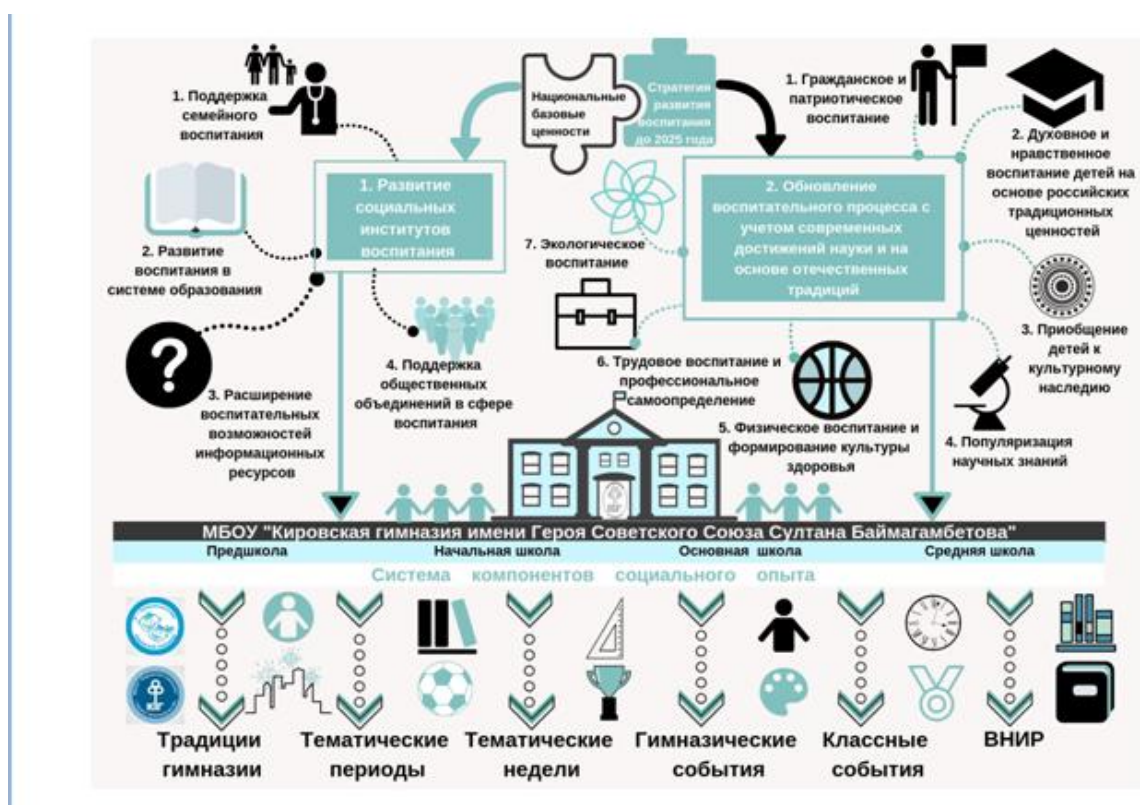 Национальные
базовые
ценности
Стратегия
развития
воспитания
до 2025 года
1. Поддержка
семейного
воспитания
1. Развитие
социальных
институтов
воспитания
2. Развитие
воспитания в
системе образования
3. Расширение
воспитательных
возможностей
информационных
ресурсов
4. Поддержка
общественных
объединений в сфере
воспитания
1. Гражданское и
патриотическое
воспитание
2. Духовное и
нравственное
воспитание детей на
основе российских
традиционных
ценностей
2. Обновление
воспитательного процесса с
учетом современных
достижений науки и на
основе отечественных
традиций
3. Приобщение
детей к
культурному
наследию
4. Популяризация
научных знаний
5. Физическое воспитание и
формирование культуры
здоровья
6. Трудовое воспитание и
профессиональное
самоопределение
7. Экологическое
воспитание
МБОУ "Кировская гимназия имени Героя Советского Союза Султана Баймагамбетова"
Предшкола Начальная школа Основная школа Средняя школа
Система компонентов социального опыта
Традиции
гимназии
Тематические
периоды
Тематические
недели
Гимназические
события
Классные
события
ВНИР